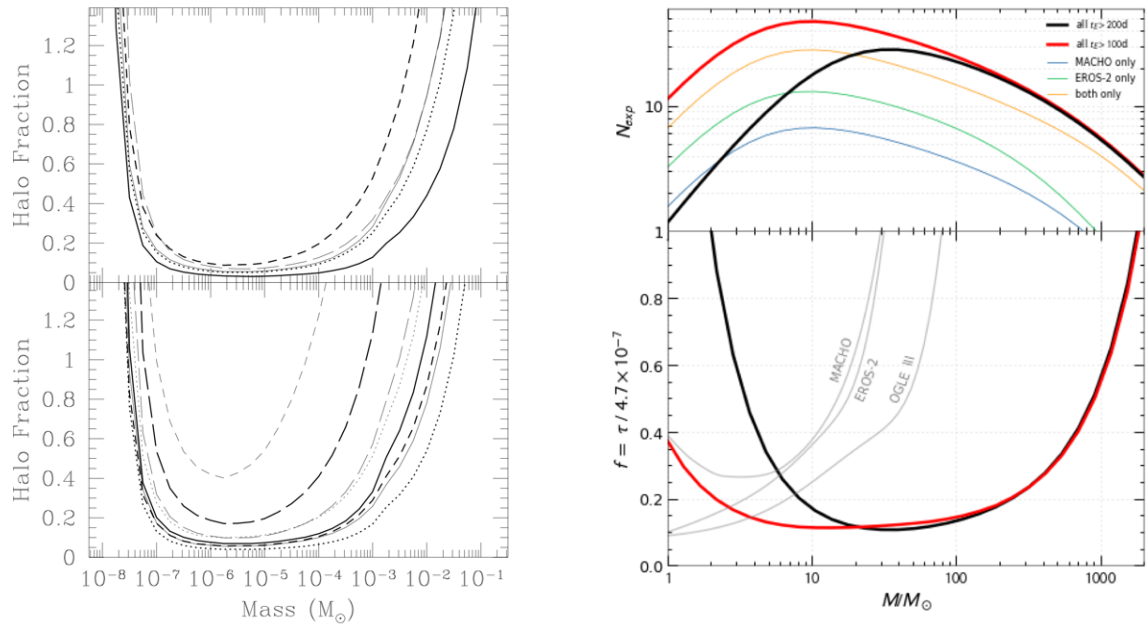 1.2
1
0.8
0.6
0.4
0.2
0
Halo Fraction
1.2
1
0.8
0.6
0.4
0.2
0
Halo Fraction
10⁻⁸ 10⁻⁷ 10⁻⁶ 10⁻⁵ 10⁻⁴ 10⁻³ 10⁻² 10⁻¹
Mass (M☉)
all t_E > 200d
all t_E > 100d
MACHO only
EROS-2 only
both only
10
N_exp
1
0.8
0.6
0.4
0.2
0.0
f = τ / 4.7 × 10⁻⁷
MACHO
EROS-2
OGLE III
1 10 100 1000
M/M☉